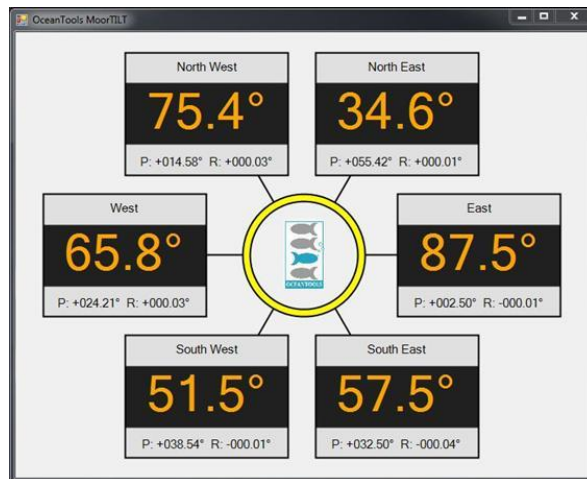 OceanTools MoorTILT
North West
75.4°
P: +014.58° R: +000.03°
North East
34.6°
P: +055.42° R: +000.01°
West
65.8°
P: +024.21° R: +000.03°
East
87.5°
P: +002.50° R: -000.01°
OCEANTOOLS
South West
51.5°
P: +038.54° R: -000.01°
South East
57.5°
P: +032.50° R: -000.04°